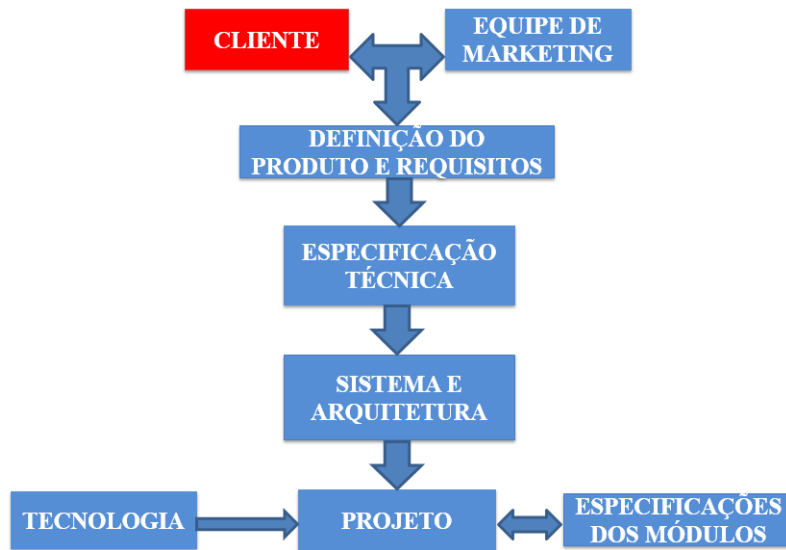 CLIENTE
EQUIPE DE
MARKETING
DEFINIÇÃO DO
PRODUTO E REQUISITOS
ESPECIFICAÇÃO
TÉCNICA
SISTEMA E
ARQUITETURA
TECNOLOGIA
PROJETO
ESPECIFICAÇÕES
DOS MÓDULOS